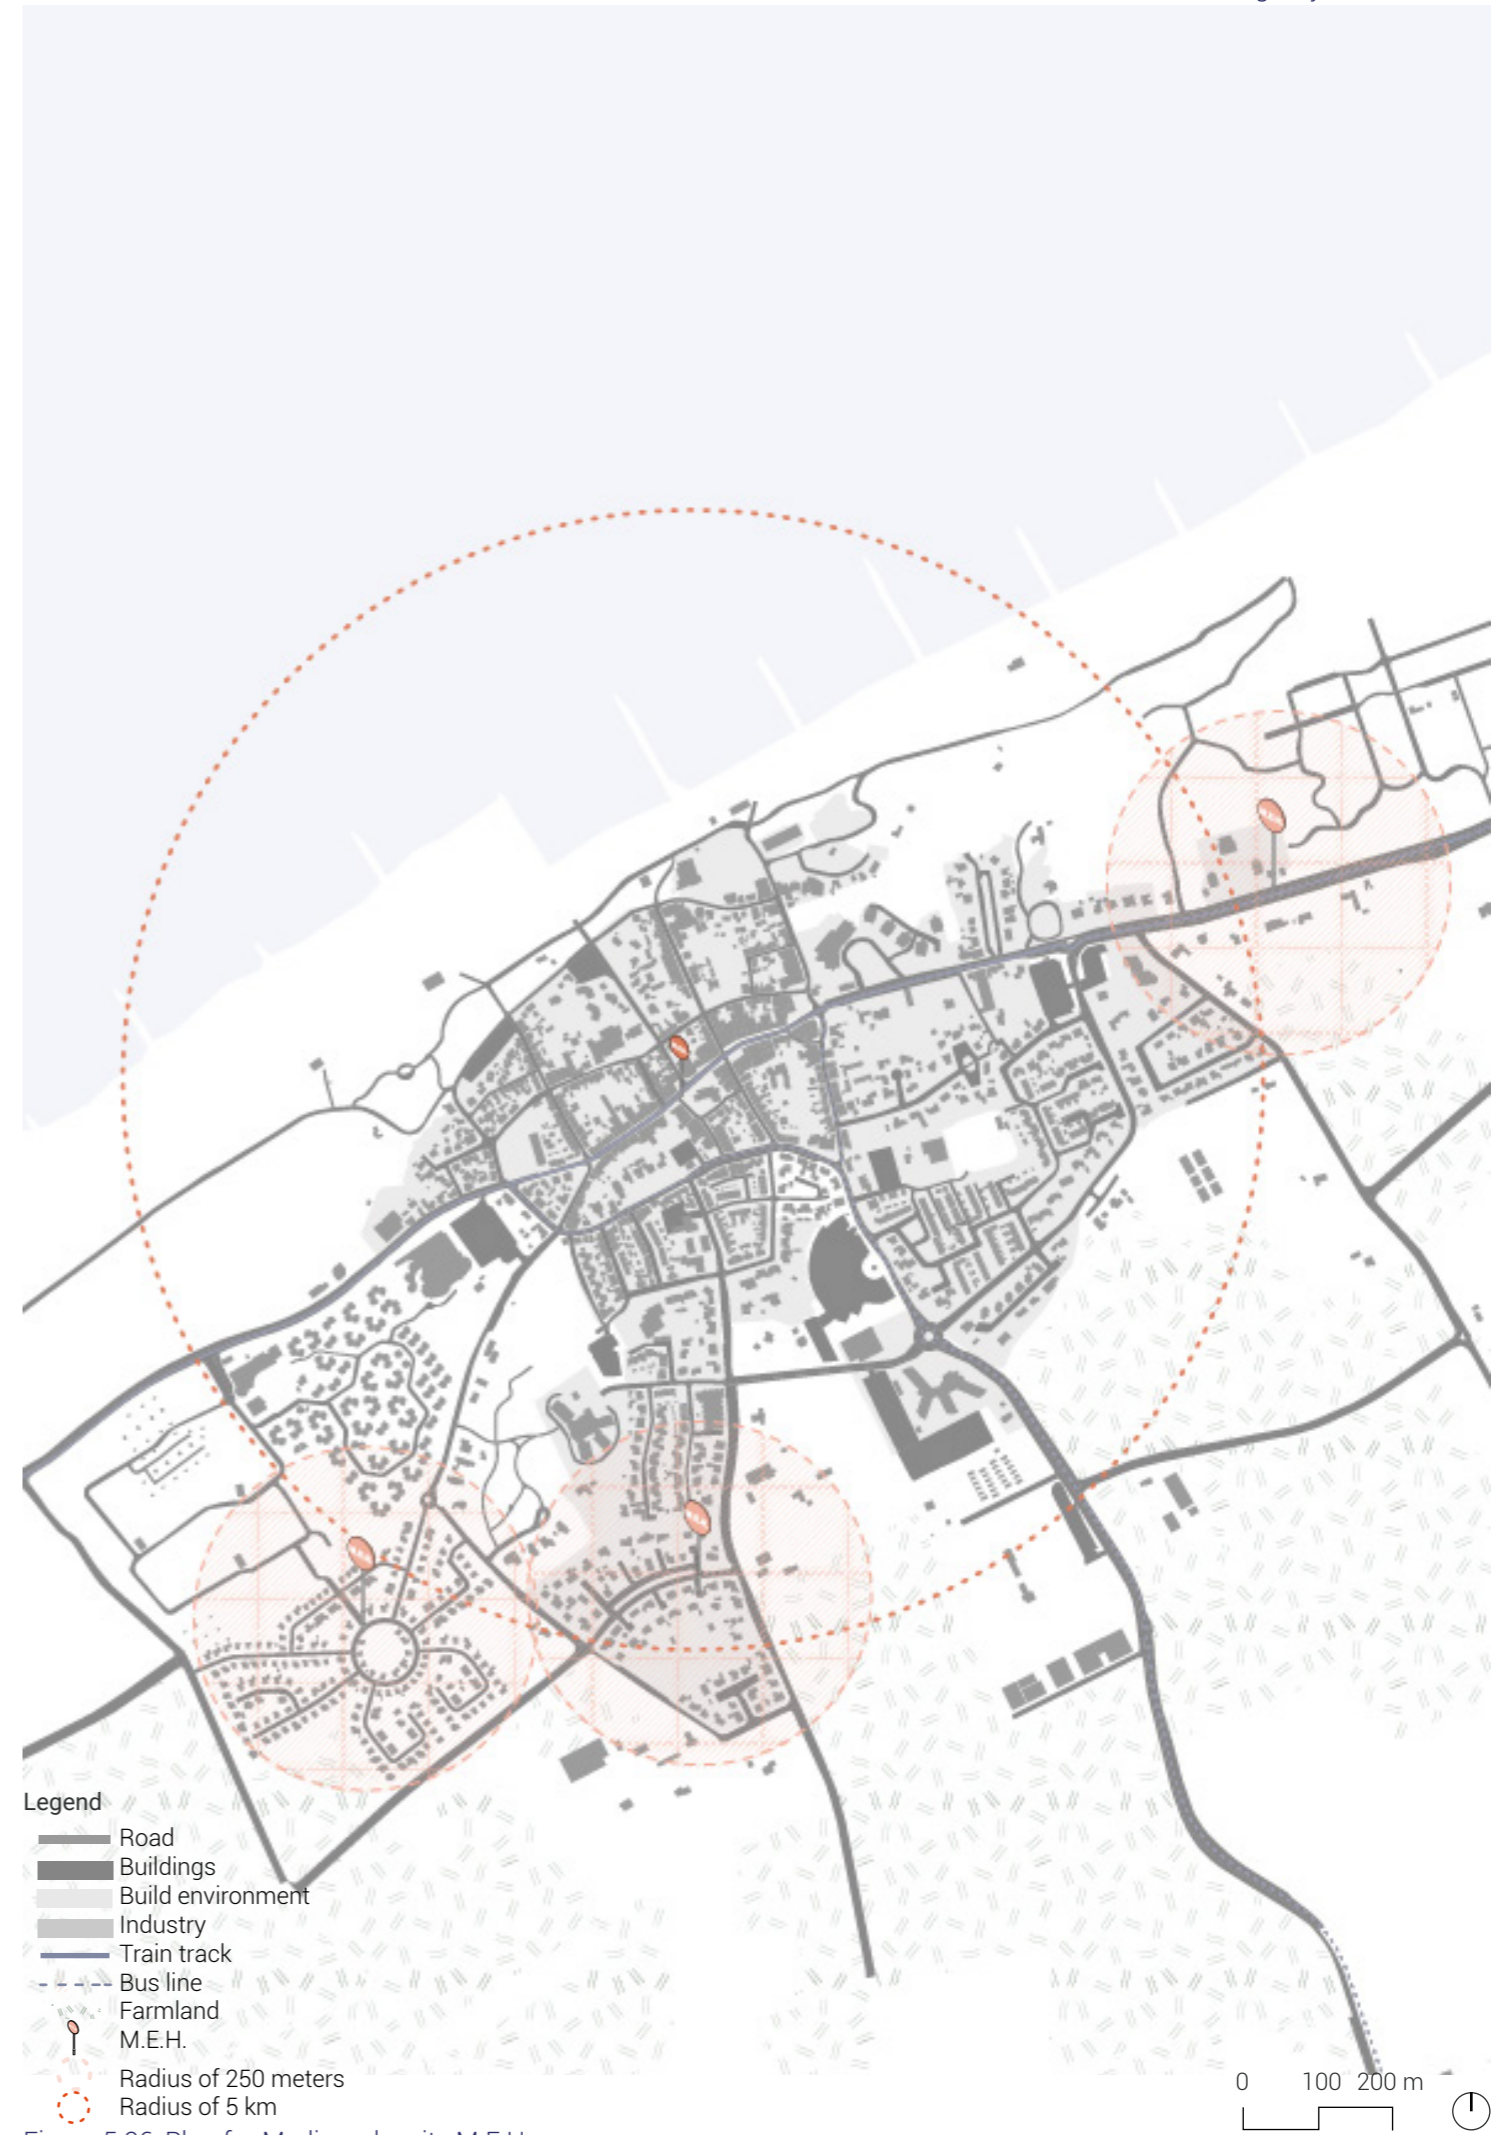 Legend
Road
Buildings
Build environment
Industry
Train track
Bus line
Farmland
M.E.H.
Radius of 250 meters
Radius of 5 km
0 100 200 m